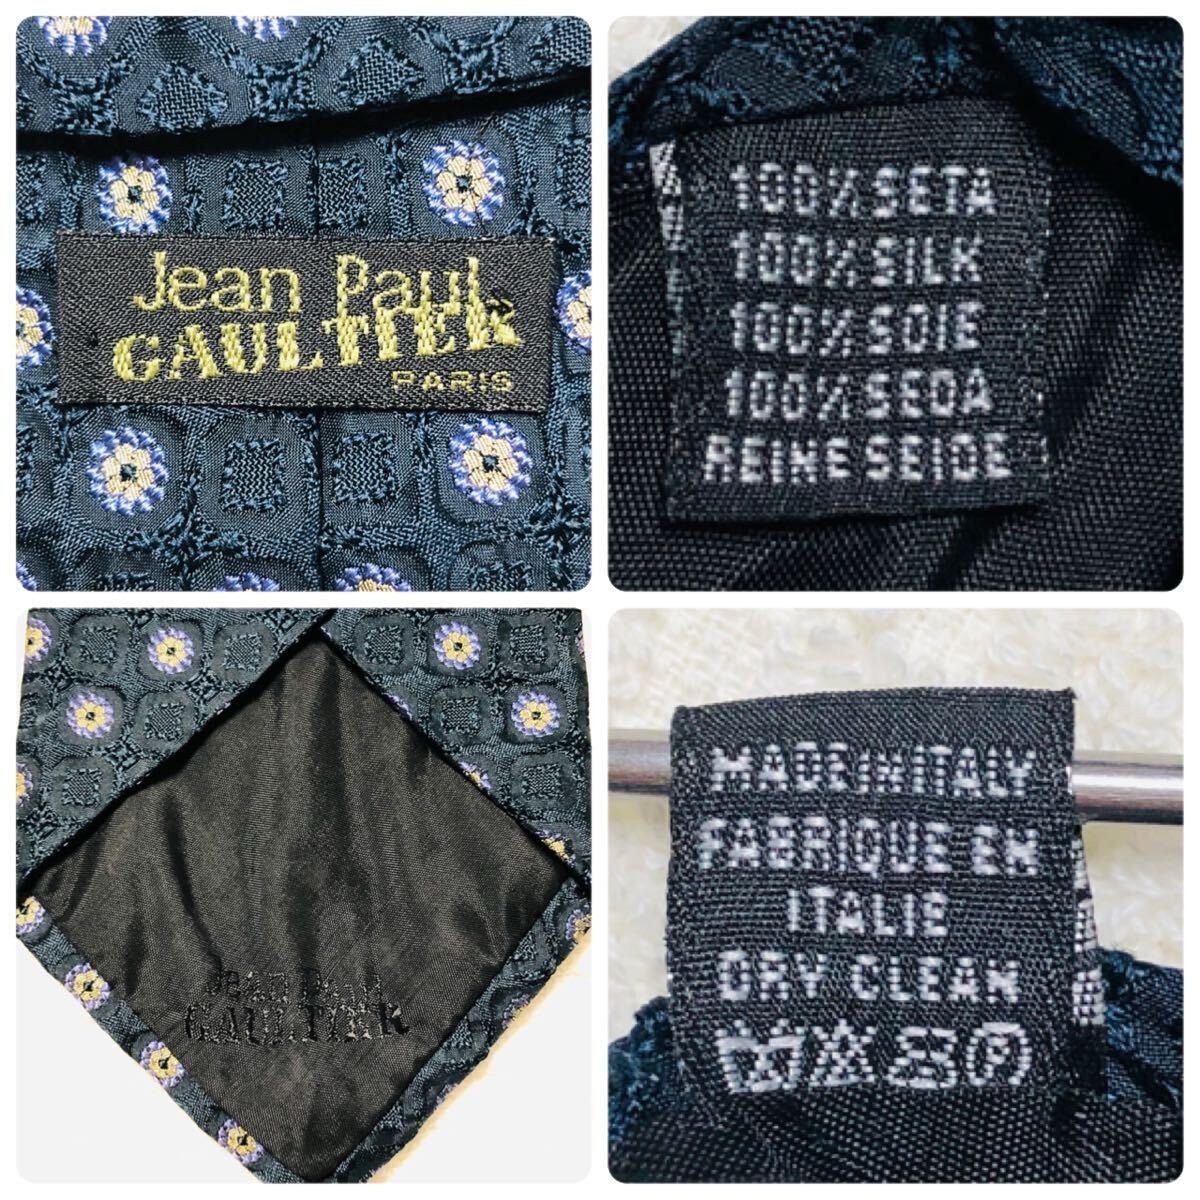 Jean Paul
GAULTIER
PARIS
100% SETA
100% SILK
100% SOIE
100% SEDA
REINE SEIDE
JEAN PAUL
GAULTIER
MADE IN ITALY
FABRIQUE EN
ITALIE
DRY CLEAN
P